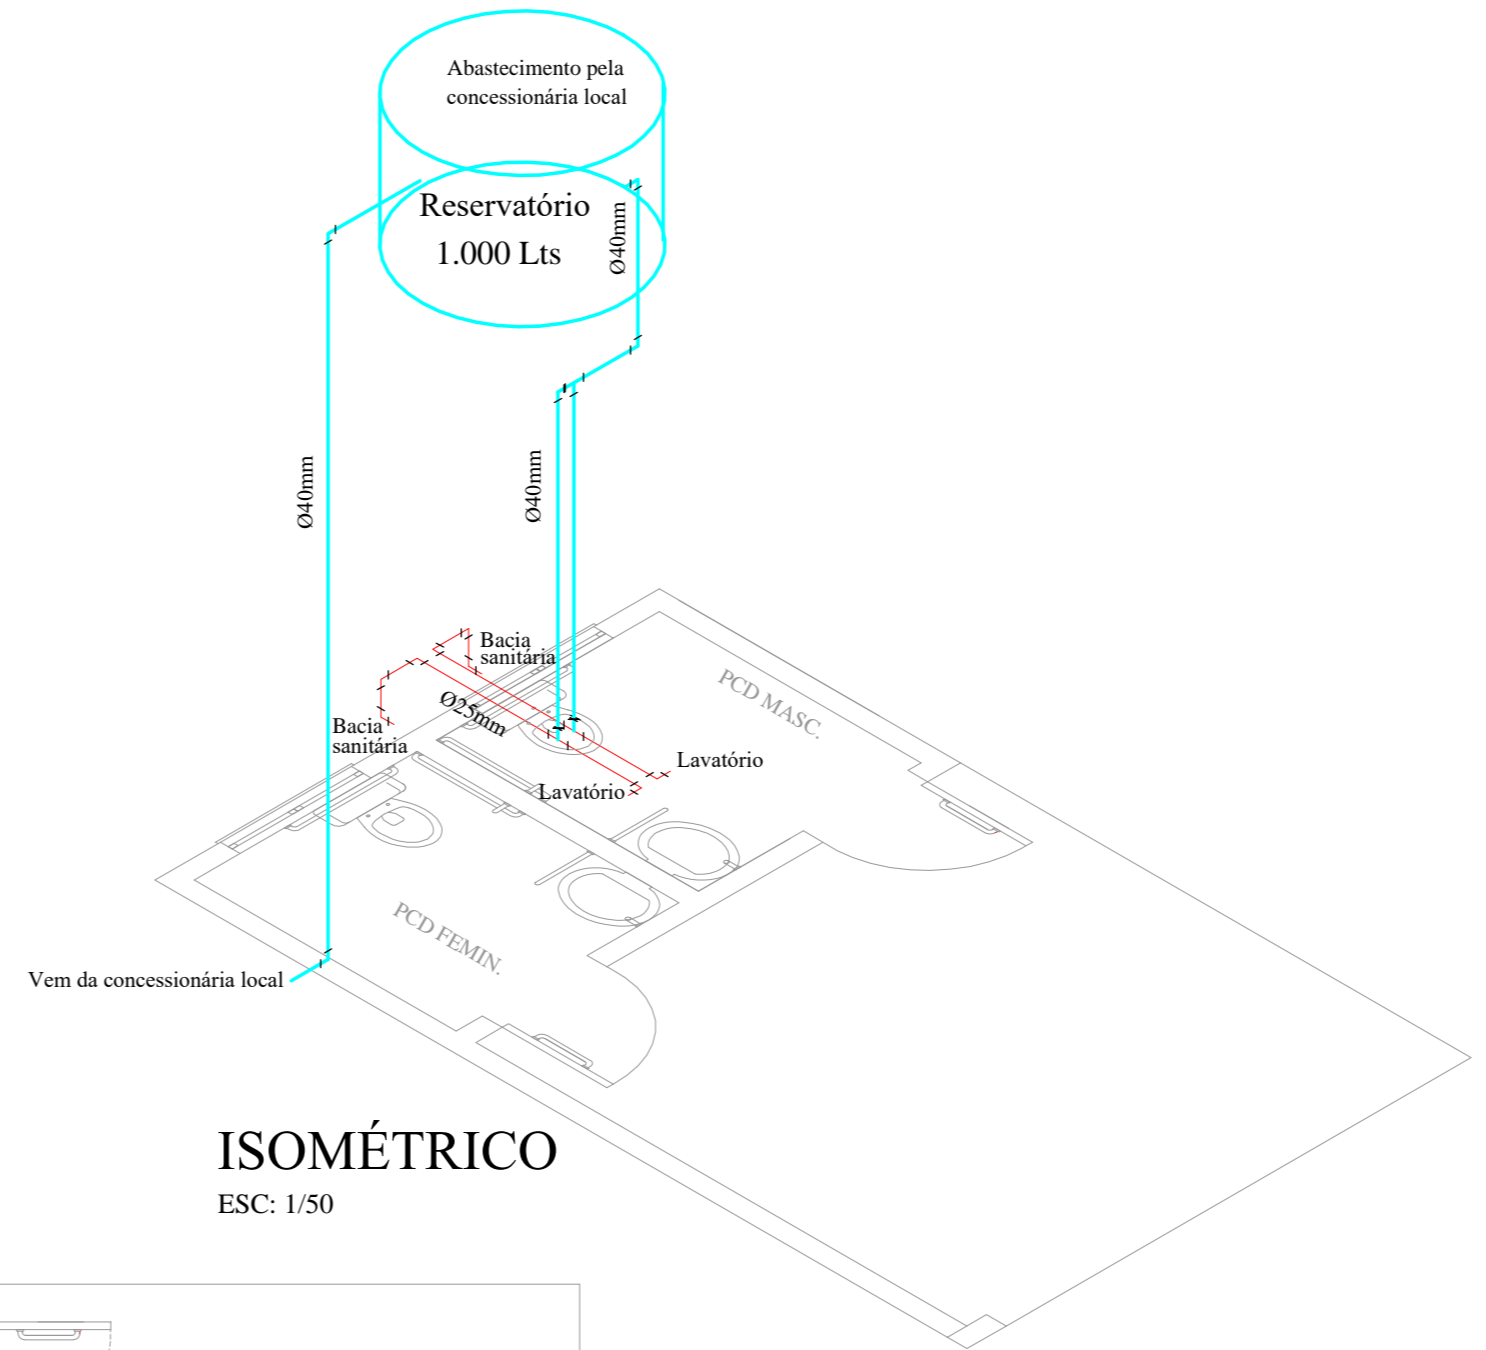 Abastecimento pela
concessionária local
Reservatório
1.000 Lts
Ø40mm
Ø40mm
Ø40mm
Bacia
sanitária
Ø25mm
Bacia
sanitária
PCD MASC.
Lavatório
Lavatório
PCD FEMIN.
Vem da concessionária local
ISOMÉTRICO
ESC: 1/50